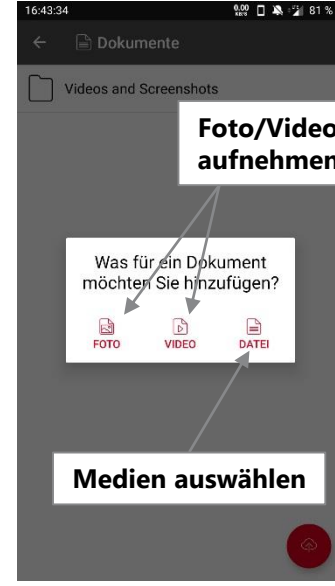 16:43:34
0.00 KB/S
81 %
Dokumente
Videos and Screenshots
Foto/Video
aufnehmen
Was für ein Dokument
möchten Sie hinzufügen?
FOTO VIDEO DATEI
Medien auswählen